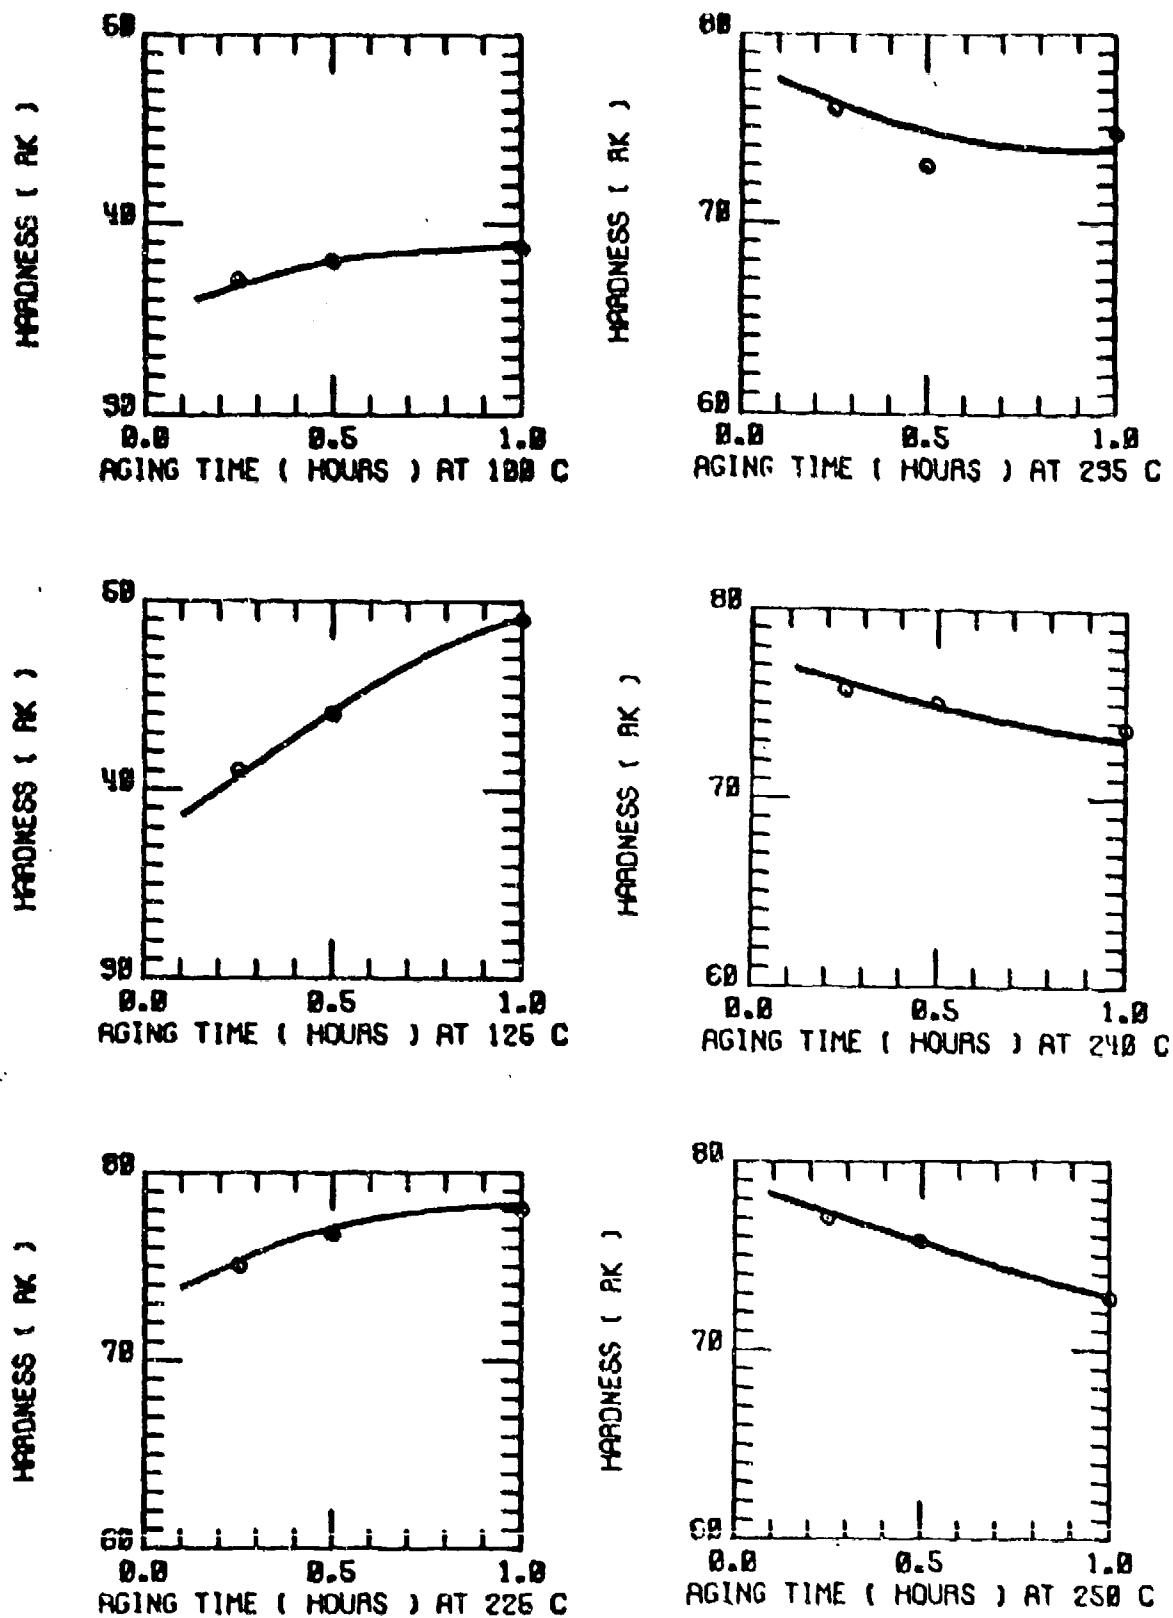 50
HARDNESS ( RK )
40
30
0.0 0.5 1.0
AGING TIME ( HOURS ) AT 100 C
80
HARDNESS ( RK )
70
60
0.0 0.5 1.0
AGING TIME ( HOURS ) AT 235 C
50
HARDNESS ( RK )
40
30
0.0 0.5 1.0
AGING TIME ( HOURS ) AT 125 C
80
HARDNESS ( RK )
70
60
0.0 0.5 1.0
AGING TIME ( HOURS ) AT 240 C
80
HARDNESS ( RK )
70
60
0.0 0.5 1.0
AGING TIME ( HOURS ) AT 225 C
80
HARDNESS ( RK )
70
60
0.0 0.5 1.0
AGING TIME ( HOURS ) AT 250 C